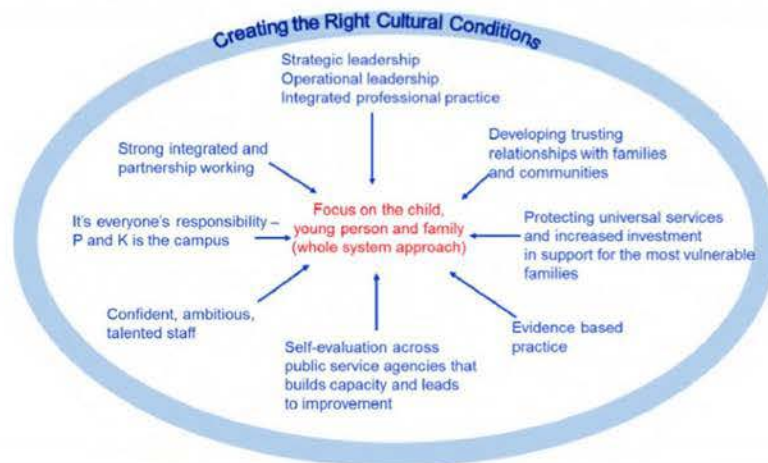 Creating the Right Cultural Conditions
Strategic leadership
Operational leadership
Integrated professional practice
Strong integrated and
partnership working
Developing trusting
relationships with families
and communities
Focus on the child,
young person and family
(whole system approach)
It's everyone's responsibility –
P and K is the campus
Protecting universal services
and increased investment
in support for the most vulnerable
families
Confident, ambitious,
talented staff
Self-evaluation across
public service agencies that
builds capacity and leads
to improvement
Evidence based
practice